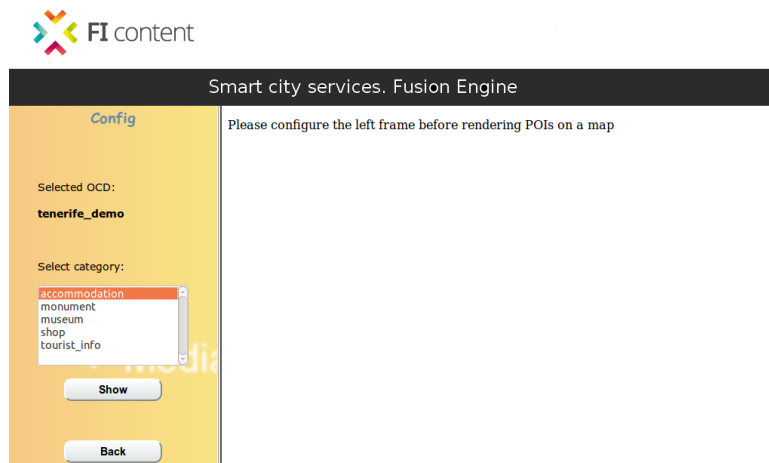 FI content
Smart city services. Fusion Engine
Config
Please configure the left frame before rendering POIs on a map
Selected OCD:
tenerife_demo
Select category:
accommodation
monument
museum
shop
tourist_info
Media
Show
Back